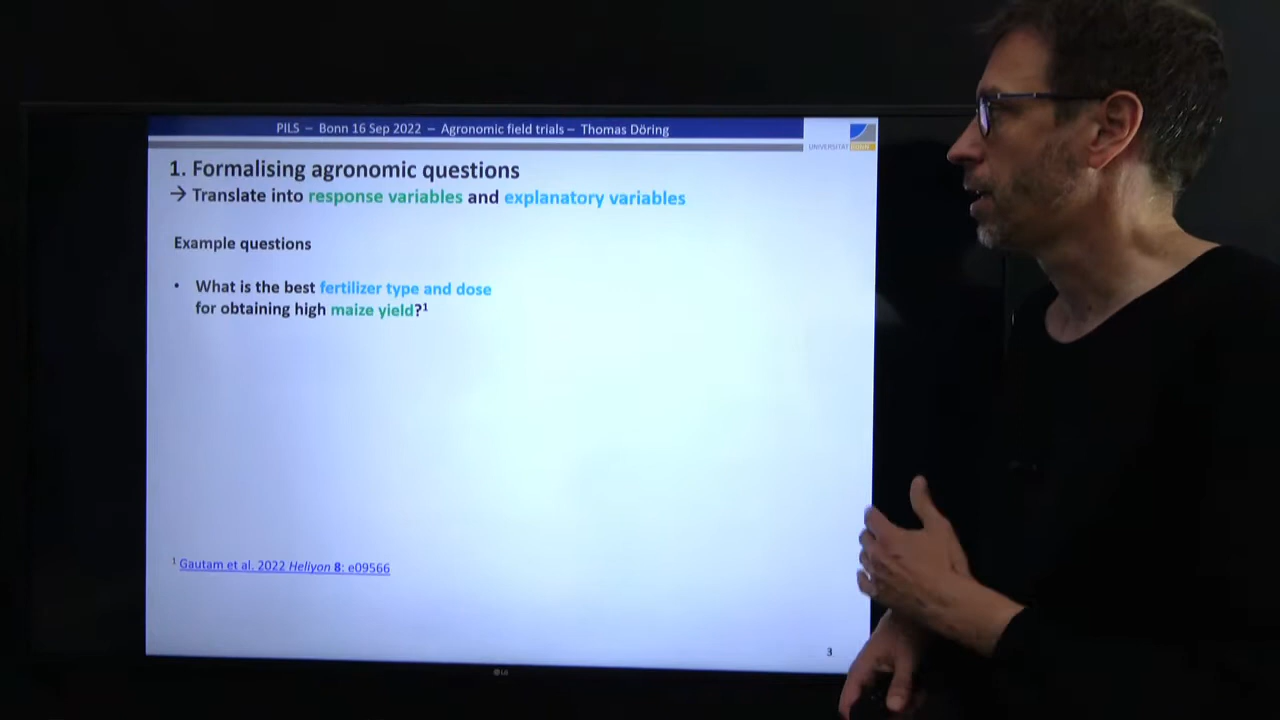 PILS – Bonn 16 Sep 2022 – Agronomic field trials – Thomas Döring
UNIVERSITÄT BONN
1. Formalising agronomic questions
→ Translate into response variables and explanatory variables
Example questions
• What is the best fertilizer type and dose
for obtaining high maize yield?¹
¹ Gautam et al. 2022 Heliyon 8: e09566
3
LG